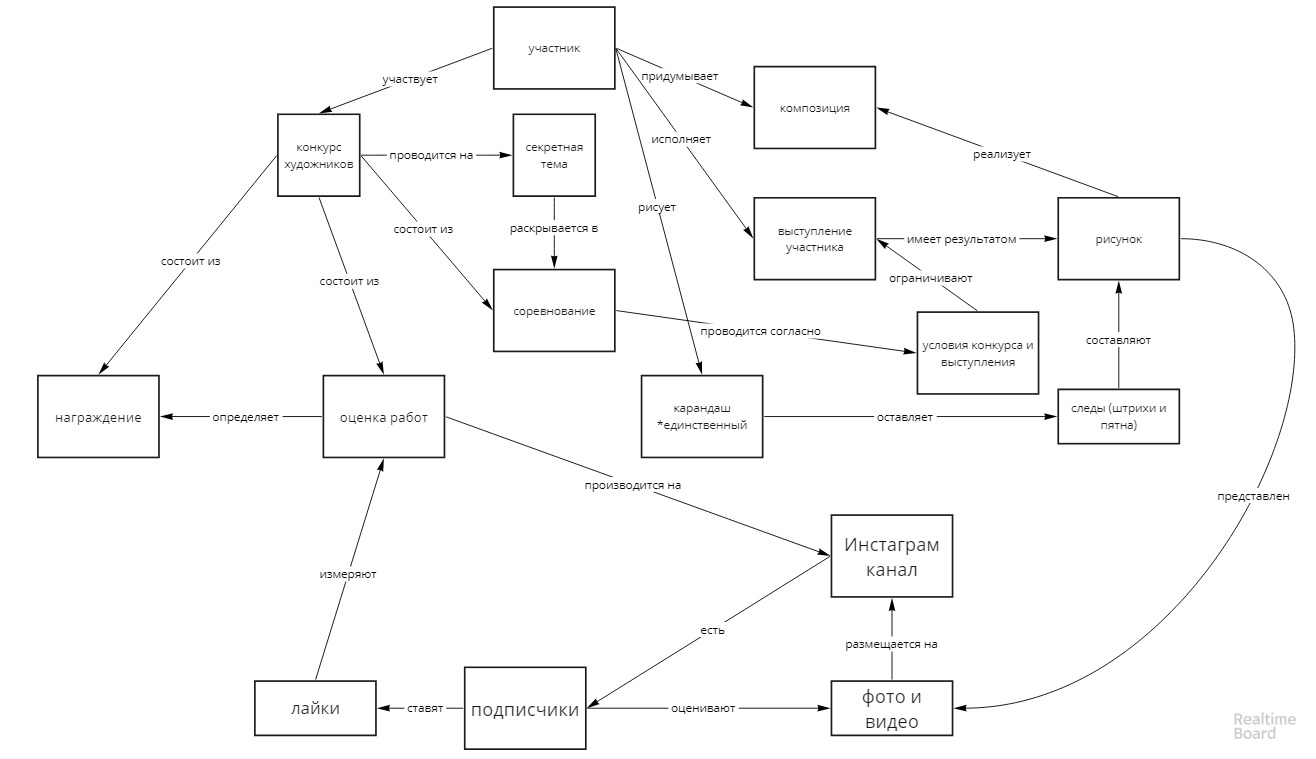 участник
участвует
придумывает
композиция
конкурс
художников
проводится на
секретная
тема
исполняет
реализует
рисует
состоит из
раскрывается в
выступление
участника
имеет результатом
рисунок
состоит из
состоит из
ограничивают
соревнование
проводится согласно
условия конкурса и
выступления
составляют
награждение
определяет
оценка работ
карандаш
*единственный
оставляет
следы (штрихи и
пятна)
производится на
представлен
Инстаграм
канал
измеряют
есть
размещается на
лайки
ставят
подписчики
оценивают
фото и
видео
Realtime
Board